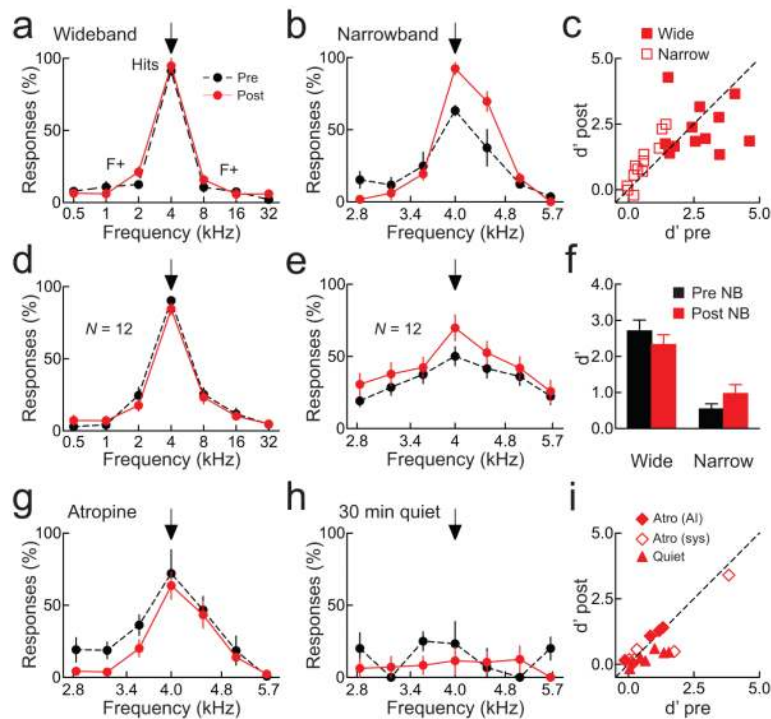 a
Wideband
Hits
Pre
Post
F+
F+
Responses (%)
100
50
0
0.5
1
2
4
8
16
32
Frequency (kHz)
b
Narrowband
Responses (%)
100
50
0
2.8
3.4
4.0
4.8
5.7
Frequency (kHz)
c
Wide
Narrow
d' post
5.0
2.5
0.0
0.0
2.5
5.0
d' pre
d
N = 12
Responses (%)
100
50
0
0.5
1
2
4
8
16
32
Frequency (kHz)
e
N = 12
Responses (%)
100
50
0
2.8
3.4
4.0
4.8
5.7
Frequency (kHz)
f
Pre NB
Post NB
d'
4.0
3.0
2.0
1.0
0.0
Wide
Narrow
g
Atropine
Responses (%)
100
50
0
2.8
3.4
4.0
4.8
5.7
Frequency (kHz)
h
30 min quiet
Responses (%)
100
50
0
2.8
3.4
4.0
4.8
5.7
Frequency (kHz)
i
Atro (AI)
Atro (sys)
Quiet
d' post
5.0
2.5
0.0
0.0
2.5
5.0
d' pre